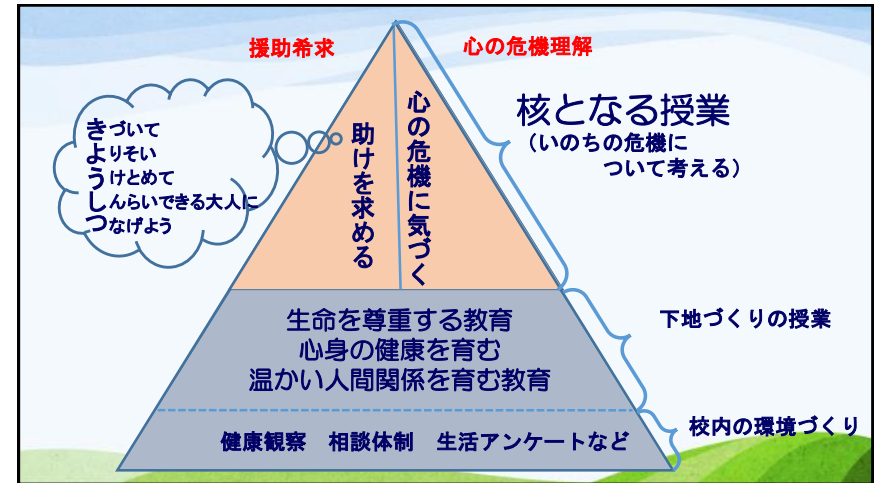 援助希求
心の危機理解
きづいて
よりそい
うけとめて
しんらいできる大人に
つなげよう
助けを求める
心の危機に気づく
核となる授業
（いのちの危機に
ついて考える）
生命を尊重する教育
心身の健康を育む
温かい人間関係を育む教育
下地づくりの授業
健康観察　相談体制　生活アンケートなど
校内の環境づくり